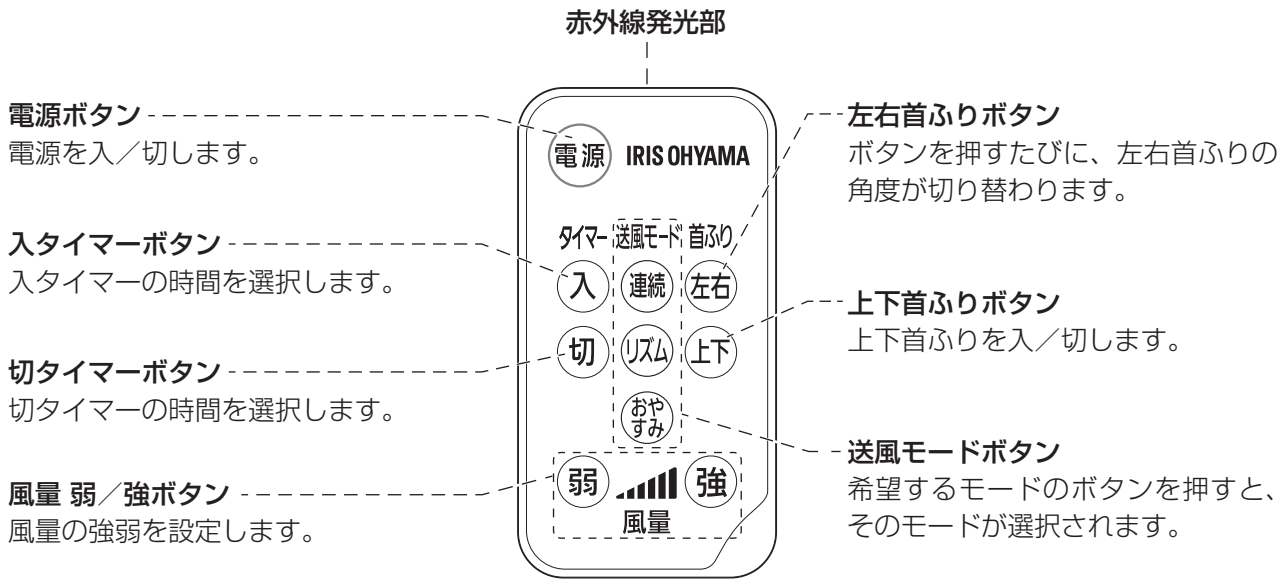 赤外線発光部
電源ボタン
電源を入／切します。
入タイマーボタン
入タイマーの時間を選択します。
切タイマーボタン
切タイマーの時間を選択します。
風量 弱／強ボタン
風量の強弱を設定します。
電源 IRIS OHYAMA
タイマー 送風モード 首ふり
入 連続 左右
切 リズム 上下
おや
すみ
弱 強
風量
左右首ふりボタン
ボタンを押すたびに、左右首ふりの
角度が切り替わります。
上下首ふりボタン
上下首ふりを入／切します。
送風モードボタン
希望するモードのボタンを押すと、
そのモードが選択されます。